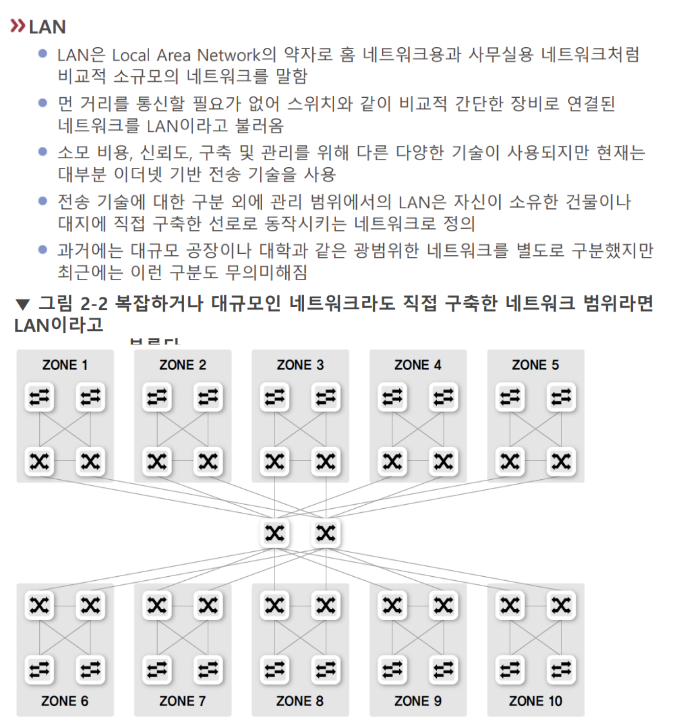 LAN
LAN은 Local Area Network의 약자로 홈 네트워크용과 사무실용 네트워크처럼
비교적 소규모의 네트워크를 말함
먼 거리를 통신할 필요가 없어 스위치와 같이 비교적 간단한 장비로 연결된
네트워크를 LAN이라고 불러옴
소모 비용, 신뢰도, 구축 및 관리를 위해 다른 다양한 기술이 사용되지만 현재는
대부분 이더넷 기반 전송 기술을 사용
전송 기술에 대한 구분 외에 관리 범위에서의 LAN은 자신이 소유한 건물이나
대지에 직접 구축한 선로로 동작시키는 네트워크로 정의
과거에는 대규모 공장이나 대학과 같은 광범위한 네트워크를 별도로 구분했지만
최근에는 이런 구분도 무의미해짐
▼ 그림 2-2 복잡하거나 대규모인 네트워크라도 직접 구축한 네트워크 범위라면
LAN이라고
ZONE 1 ZONE 2 ZONE 3 ZONE 4 ZONE 5
ZONE 6 ZONE 7 ZONE 8 ZONE 9 ZONE 10